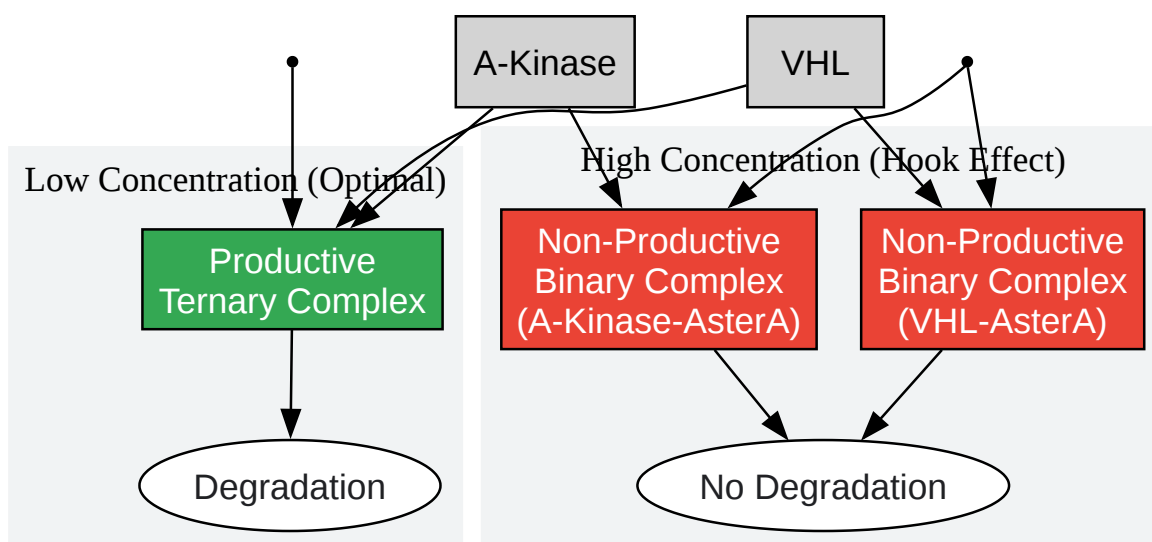 A-Kinase
VHL
Low Concentration (Optimal)
High Concentration (Hook Effect)
Productive
Ternary Complex
Non-Productive
Binary Complex
(A-Kinase-AsterA)
Non-Productive
Binary Complex
(VHL-AsterA)
Degradation
No Degradation